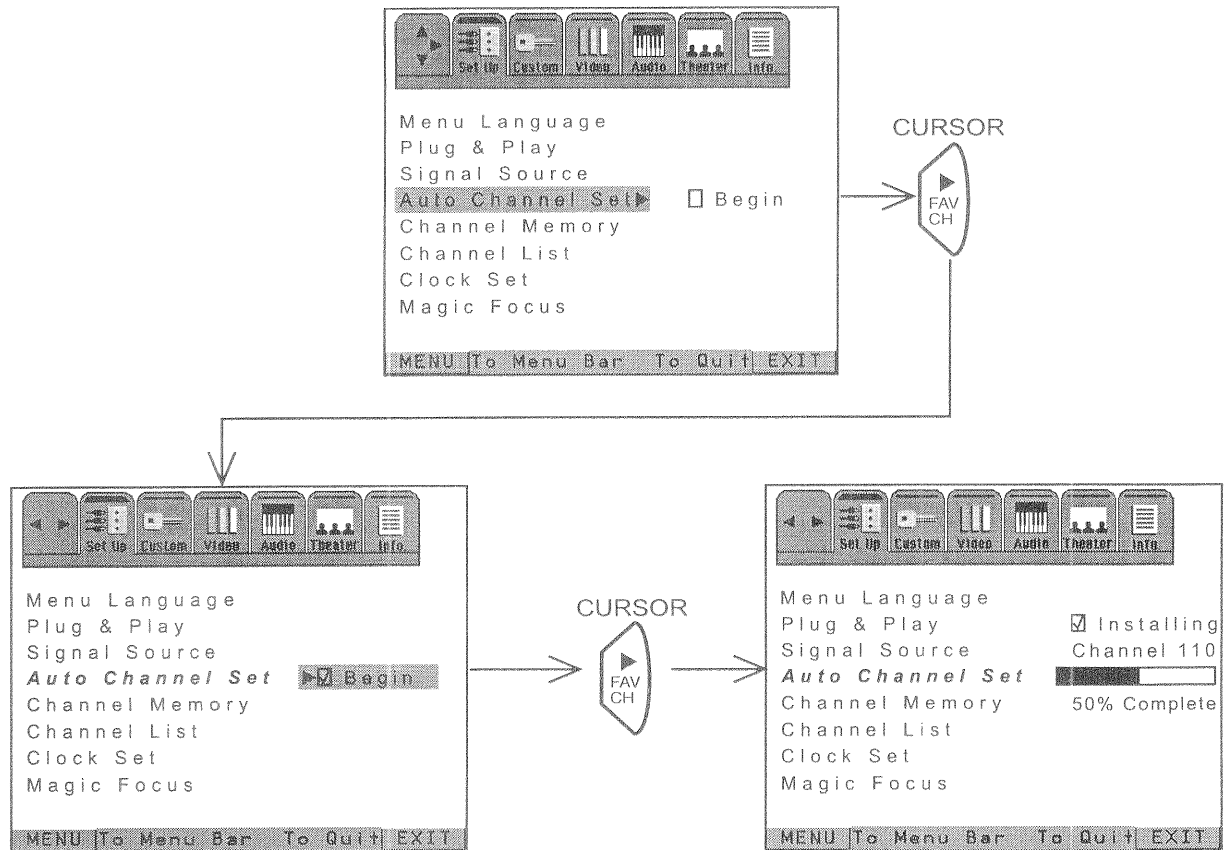 Set Up Custom Video Audio Theater Info
Menu Language
Plug & Play
Signal Source
Auto Channel Set Begin
Channel Memory
Channel List
Clock Set
Magic Focus
MENU To Menu Bar To Quit EXIT
CURSOR
FAV
CH
Set Up Custom Video Audio Theater Info
Menu Language
Plug & Play
Signal Source
Auto Channel Set Begin
Channel Memory
Channel List
Clock Set
Magic Focus
MENU To Menu Bar To Quit EXIT
CURSOR
FAV
CH
Set Up Custom Video Audio Theater Info
Menu Language
Plug & Play Installing
Signal Source Channel 110
Auto Channel Set
Channel Memory 50% Complete
Channel List
Clock Set
Magic Focus
MENU To Menu Bar To Quit EXIT